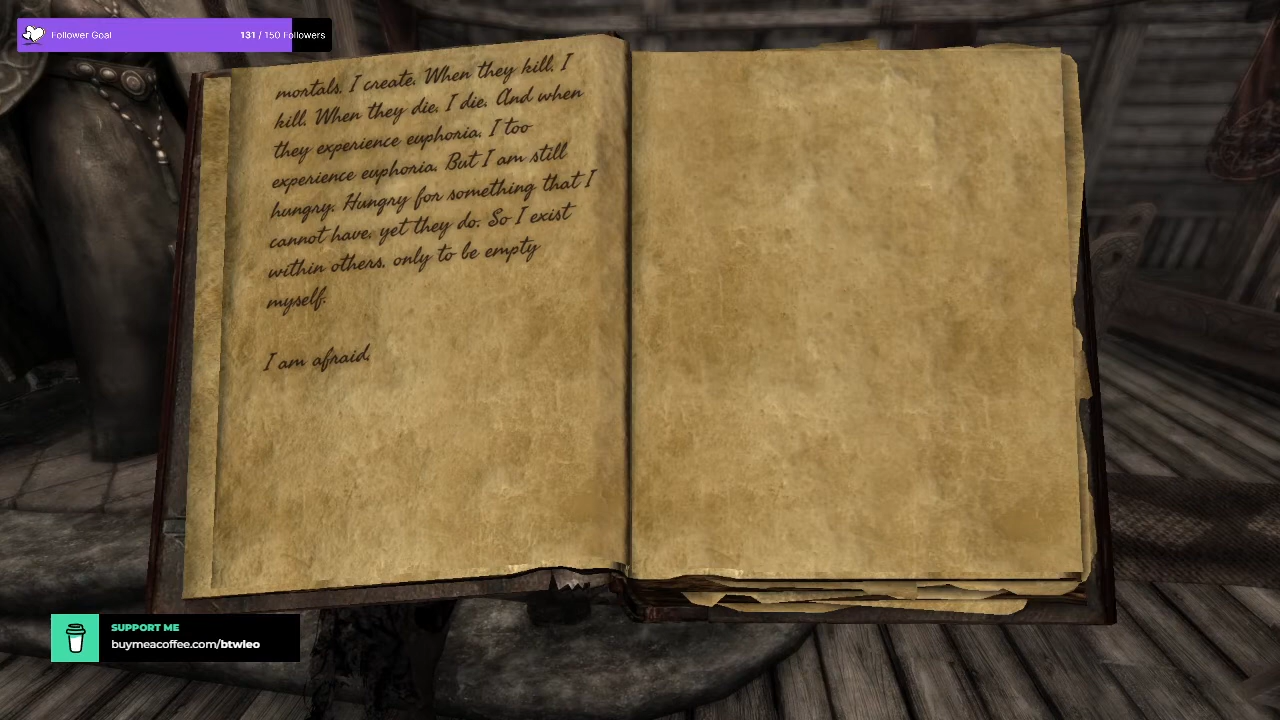 Follower Goal
131 / 150 Followers
mortals, I create. When they kill, I
kill. When they die, I die. And when
they experience euphoria, I too
experience euphoria. But I am still
hungry. Hungry for something that I
cannot have, yet they do. So I exist
within others, only to be empty
myself.
I am afraid.
SUPPORT ME
buymeacoffee.com/btwleo